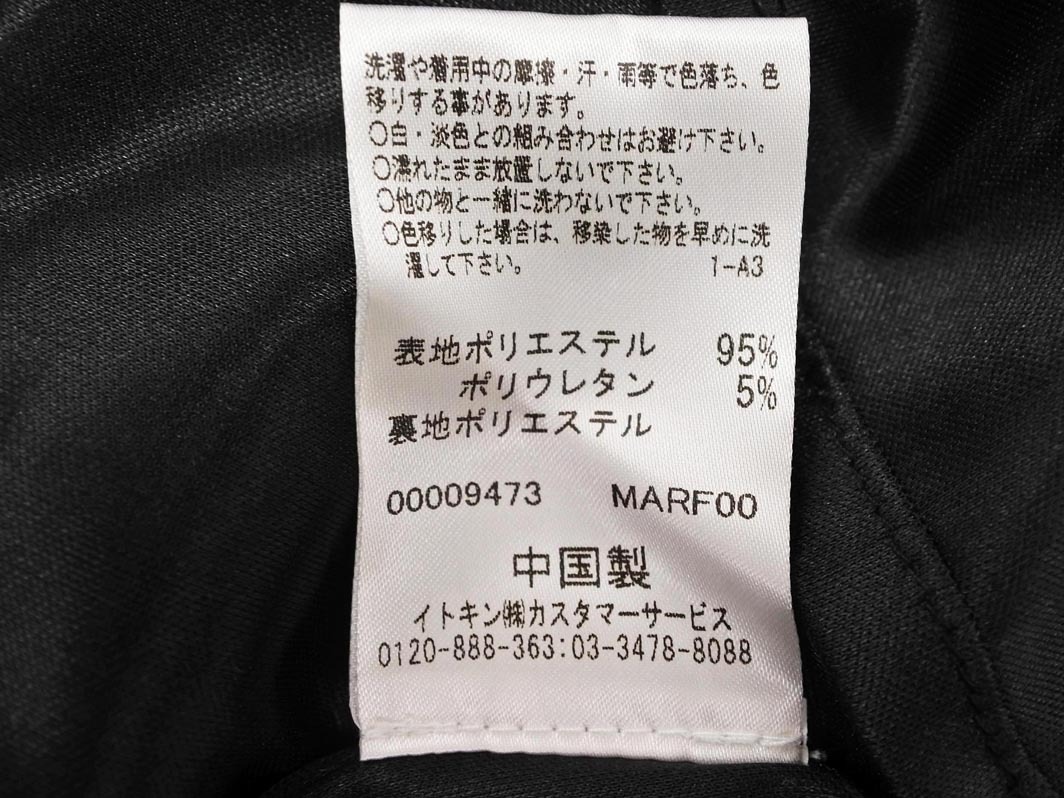 洗濯や着用中の摩擦・汗・雨等で色落ち、色
移りする事があります。
○白・淡色との組み合わせはお避け下さい。
○濡れたまま放置しないで下さい。
○他の物と一緒に洗わないで下さい。
○色移りした場合は、移染した物を早めに洗
濯して下さい。 1-A3
表地ポリエステル 95%
ポリウレタン 5%
裏地ポリエステル
00009473 MARF00
中国製
イトキン㈱カスタマーサービス
0120-888-363:03-3478-8088